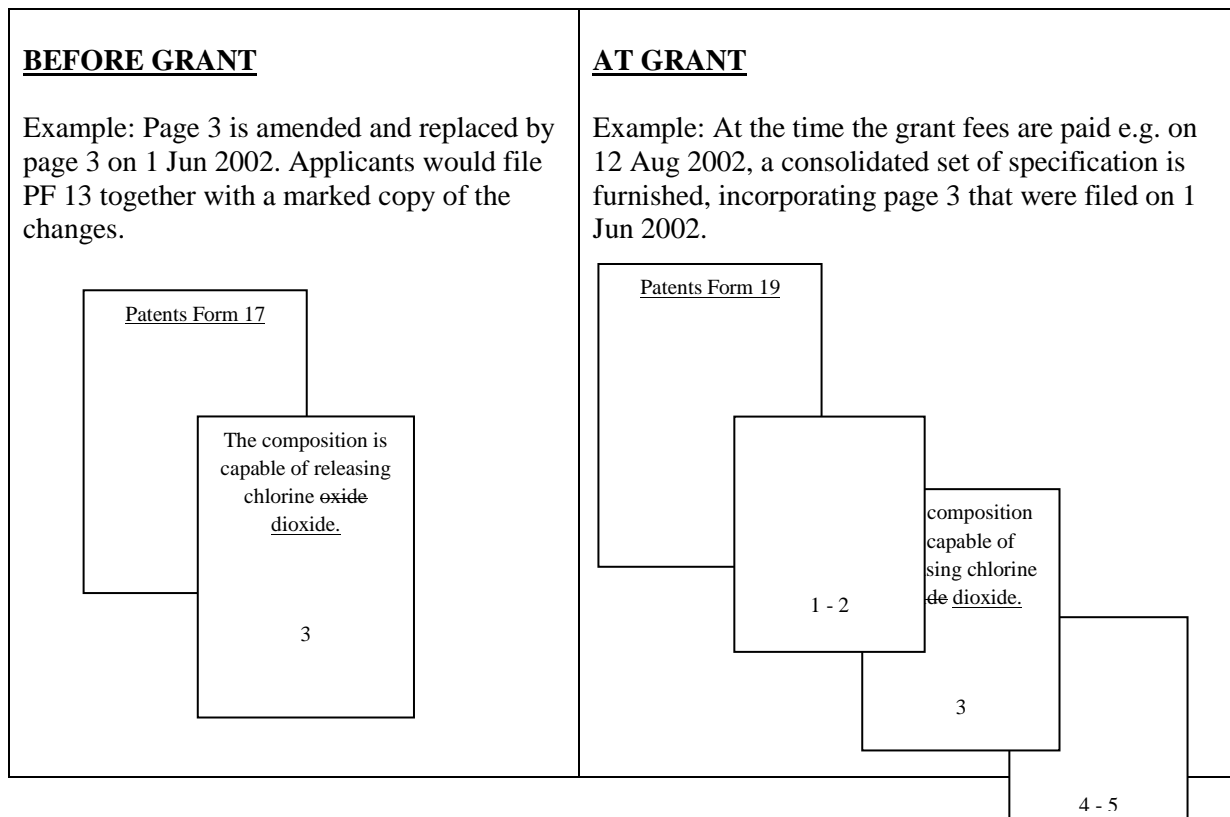 BEFORE GRANT
Example: Page 3 is amended and replaced by
page 3 on 1 Jun 2002. Applicants would file
PF 13 together with a marked copy of the
changes.
Patents Form 17
The composition is
capable of releasing
chlorine oxide
dioxide.
3
AT GRANT
Example: At the time the grant fees are paid e.g. on
12 Aug 2002, a consolidated set of specification is
furnished, incorporating page 3 that were filed on 1
Jun 2002.
Patents Form 19
1 - 2
composition
capable of
sing chlorine
de dioxide.
3
4 - 5